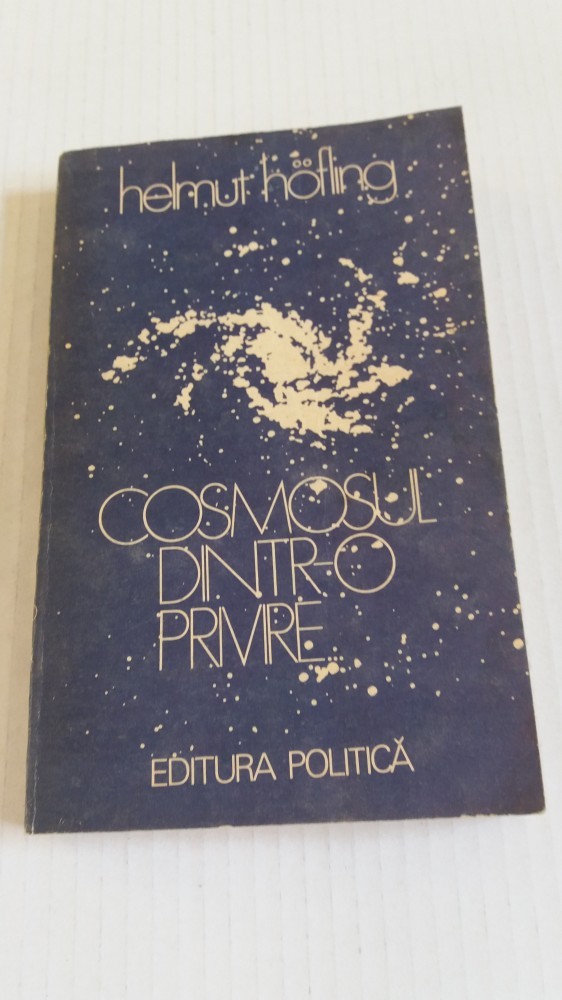 helmut höfling
COSMOSUL
DINTR-O
PRIVIRE...
EDITURA POLITICĂ